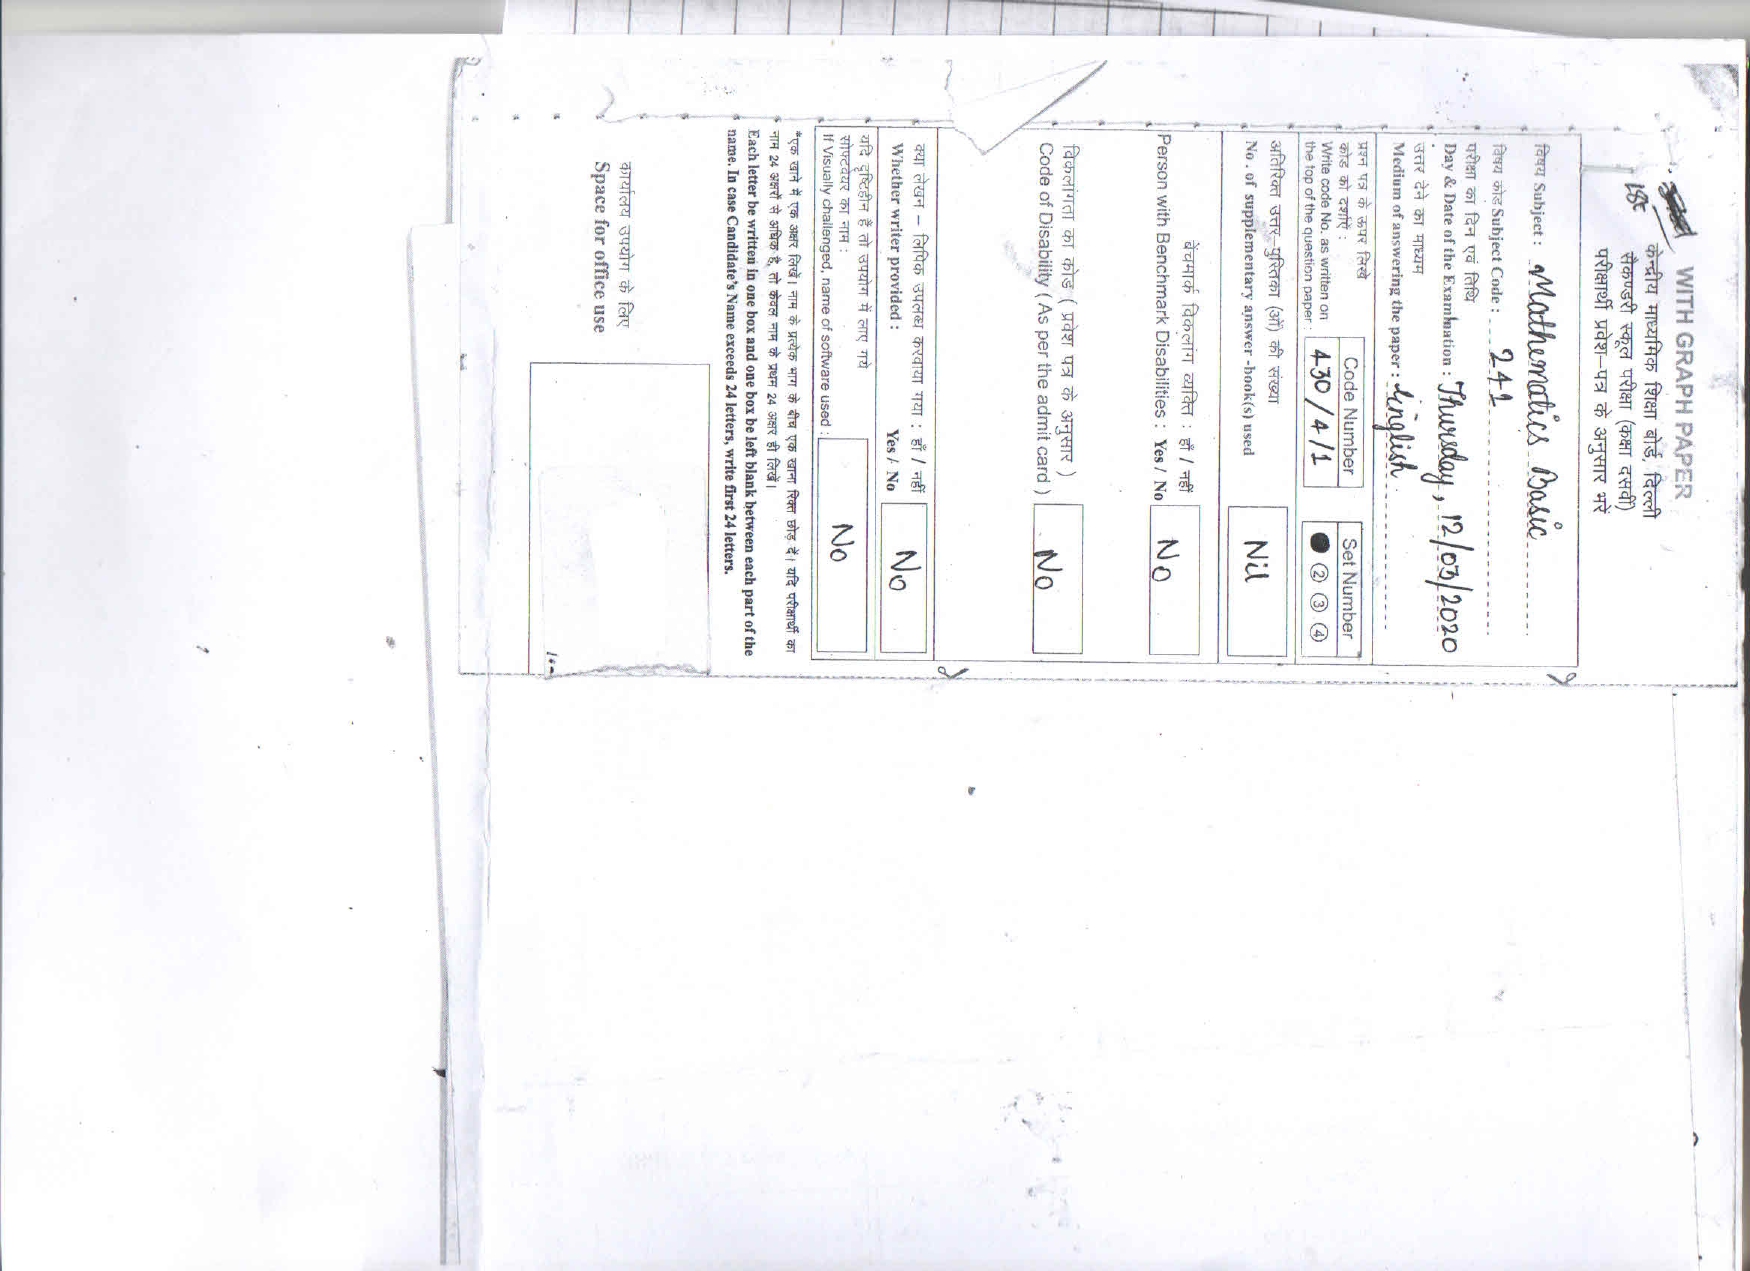 WITH GRAPH PAPER
केन्द्रीय माध्यमिक शिक्षा बोर्ड, दिल्ली
सैकण्डरी स्कूल परीक्षा (कक्षा दसवीं)
परीक्षार्थी प्रवेश–पत्र के अनुसार भरें
विषय Subject : Mathematics Basic
विषय कोड Subject Code : 241
परीक्षा का दिन एवं तिथि
Day & Date of the Examination : Thursday, 12/03/2020
उत्तर देने का माध्यम
Medium of answering the paper : English
प्रश्न पत्र के ऊपर लिखे
कोड को दर्शाए :
Write code No. as written on
the top of the question paper :
Code Number
430/4/1
Set Number
② ③ ④
अतिरिक्त उत्तर–पुस्तिका (ओं) की संख्या
No. of supplementary answer -book(s) used
Nil
बेंचमार्क विकलांग व्यक्ति : हाँ / नहीं
Person with Benchmark Disabilities : Yes / No
No
विकलांगता का कोड ( प्रवेश पत्र के अनुसार )
Code of Disability ( As per the admit card )
No
क्या लेखन – लिपिक उपलब्ध करवाया गया : हाँ / नहीं
Whether writer provided : Yes / No
No
यदि दृष्टिहीन हैं तो उपयोग में लाए गये
सोफ्टवेयर का नाम :
If Visually challenged, name of software used :
No
*एक खाने में एक अक्षर लिखें। नाम के प्रत्येक भाग के बीच एक खाना रिक्त छोड़ दें। यदि परीक्षार्थी का
नाम 24 अक्षरों से अधिक है, तो केवल नाम के प्रथम 24 अक्षर ही लिखें।
Each letter be written in one box and one box be left blank between each part of the
name. In case Candidate's Name exceeds 24 letters, write first 24 letters.
कार्यालय उपयोग के लिए
Space for office use